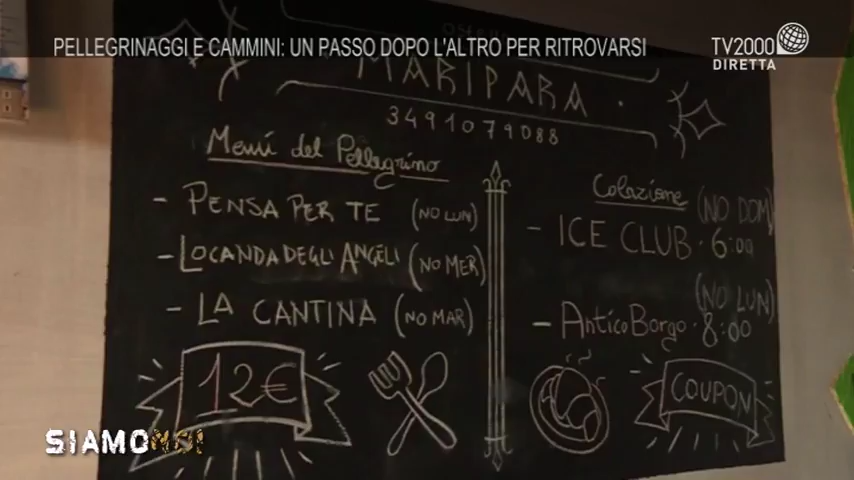 PELLEGRINAGGI E CAMMINI: UN PASSO DOPO L'ALTRO PER RITROVARSI
TV2000
DIRETTA
MARIPARA
3491079088
Menù del Pellegrino
- PENSA PER TE (NO LUN)
- LOCANDA DEGLI ANGELI (NO MER)
- LA CANTINA (NO MAR)
12€
Colazione (NO DOM)
- ICE CLUB · 6:00
(NO LUN)
- Antico Borgo · 8:00
COUPON
SIAMONOI